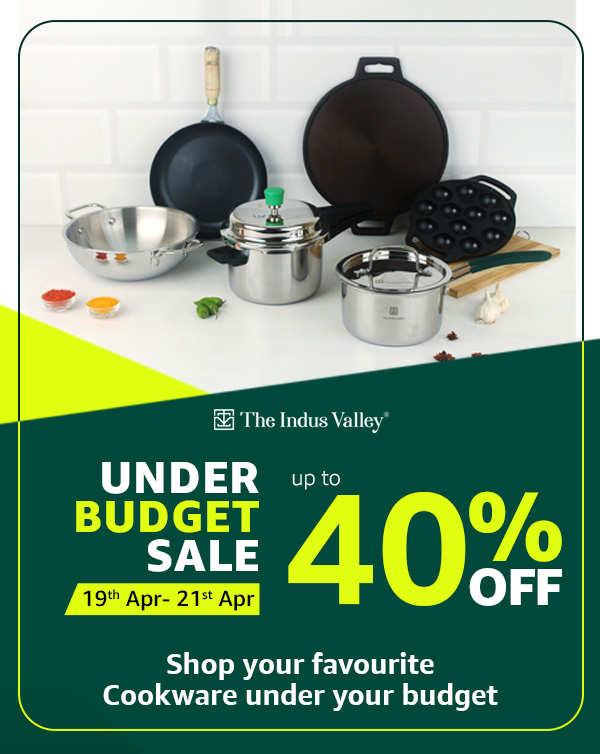 The Indus Valley®
UNDER
BUDGET
SALE
19th Apr- 21st Apr
up to
40%
OFF
Shop your favourite
Cookware under your budget